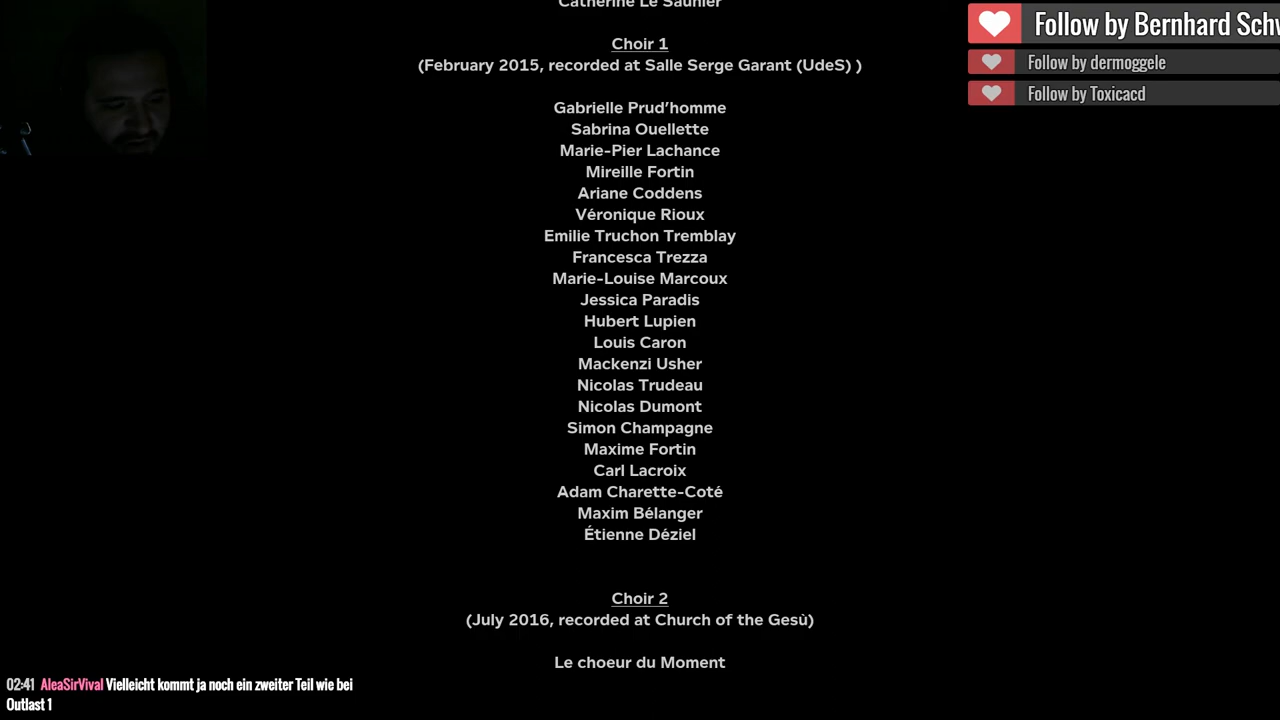 Catherine Le Saunier
Choir 1
(February 2015, recorded at Salle Serge Garant (UdeS) )
Gabrielle Prud’homme
Sabrina Ouellette
Marie-Pier Lachance
Mireille Fortin
Ariane Coddens
Véronique Rioux
Emilie Truchon Tremblay
Francesca Trezza
Marie-Louise Marcoux
Jessica Paradis
Hubert Lupien
Louis Caron
Mackenzi Usher
Nicolas Trudeau
Nicolas Dumont
Simon Champagne
Maxime Fortin
Carl Lacroix
Adam Charette-Coté
Maxim Bélanger
Étienne Déziel
Choir 2
(July 2016, recorded at Church of the Gesù)
Le choeur du Moment
Follow by Bernhard
Follow by dermoggele
Follow by Toxicacd
02:41 AleaSirVival Vielleicht kommt ja noch ein zweiter Teil wie bei
Outlast 1